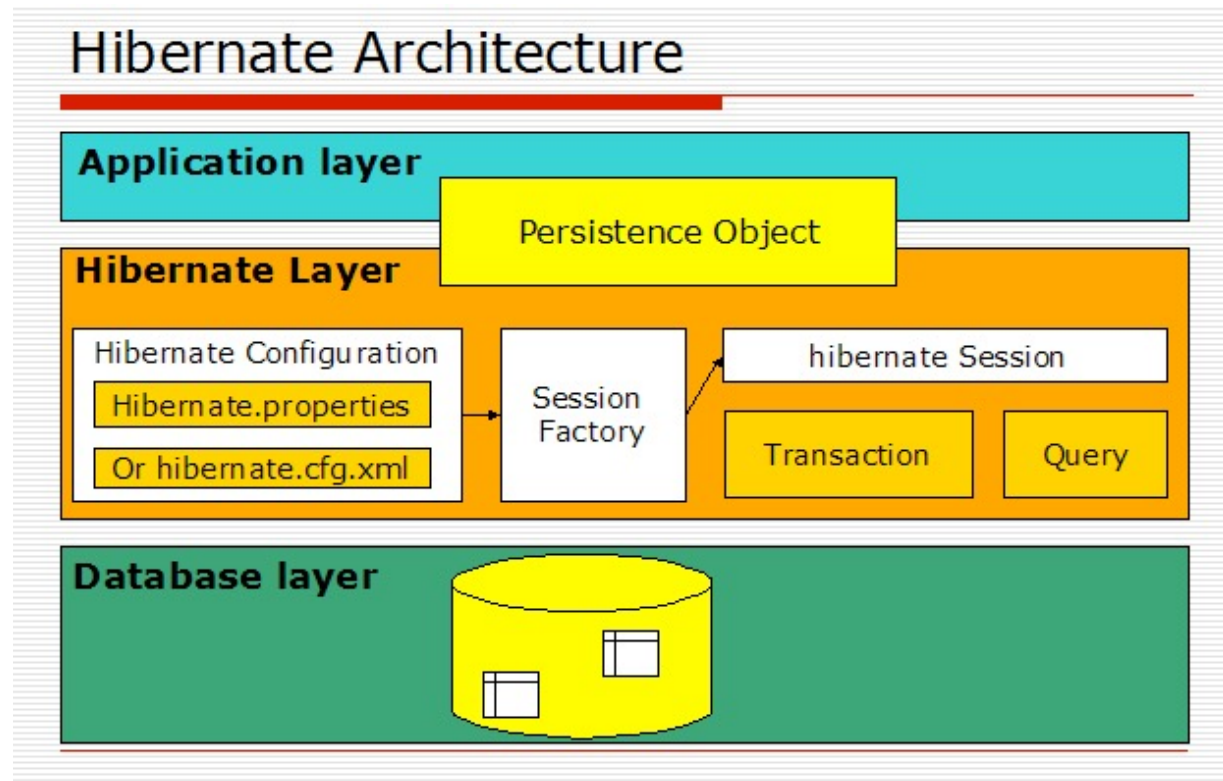 Hibernate Architecture
Application layer
Persistence Object
Hibernate Layer
Hibernate Configuration
Hibernate.properties
Or hibernate.cfg.xml
Session
Factory
hibernate Session
Transaction
Query
Database layer